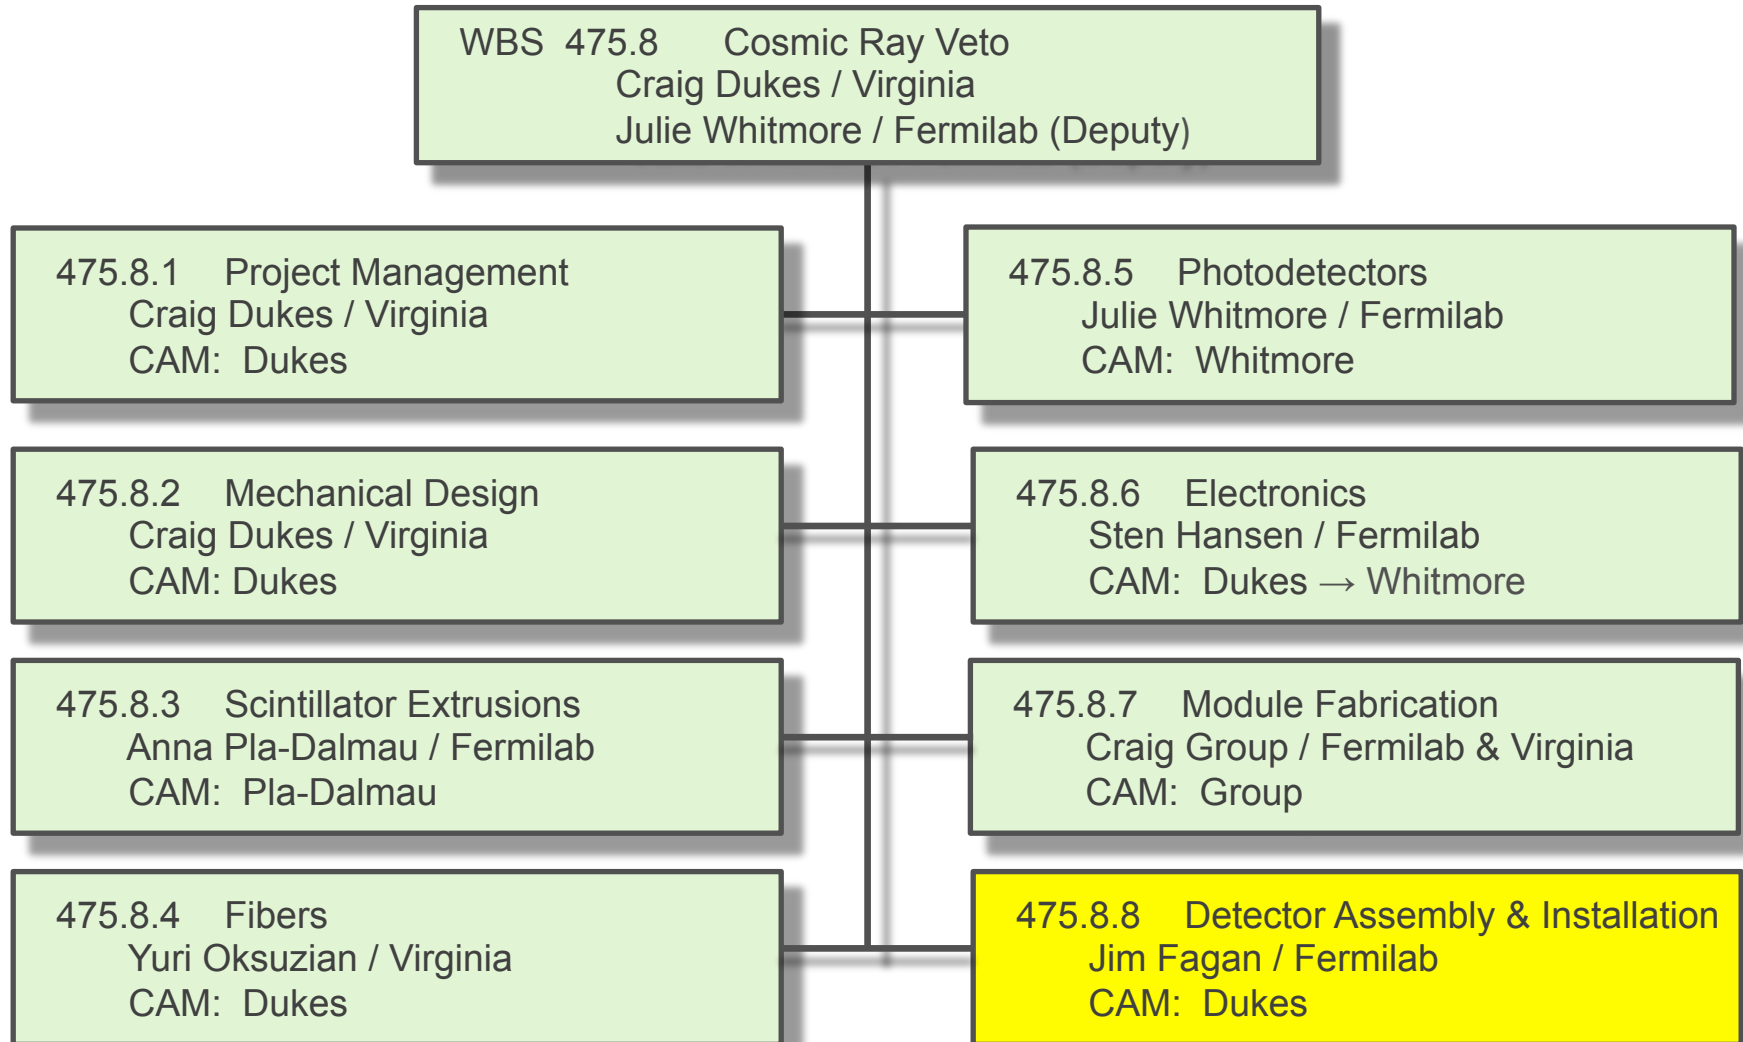 WBS 475.8 Cosmic Ray Veto
Craig Dukes / Virginia
Julie Whitmore / Fermilab (Deputy)
475.8.1 Project Management
Craig Dukes / Virginia
CAM: Dukes
475.8.2 Mechanical Design
Craig Dukes / Virginia
CAM: Dukes
475.8.3 Scintillator Extrusions
Anna Pla-Dalmau / Fermilab
CAM: Pla-Dalmau
475.8.4 Fibers
Yuri Oksuzian / Virginia
CAM: Dukes
475.8.5 Photodetectors
Julie Whitmore / Fermilab
CAM: Whitmore
475.8.6 Electronics
Sten Hansen / Fermilab
CAM: Dukes → Whitmore
475.8.7 Module Fabrication
Craig Group / Fermilab & Virginia
CAM: Group
475.8.8 Detector Assembly & Installation
Jim Fagan / Fermilab
CAM: Dukes